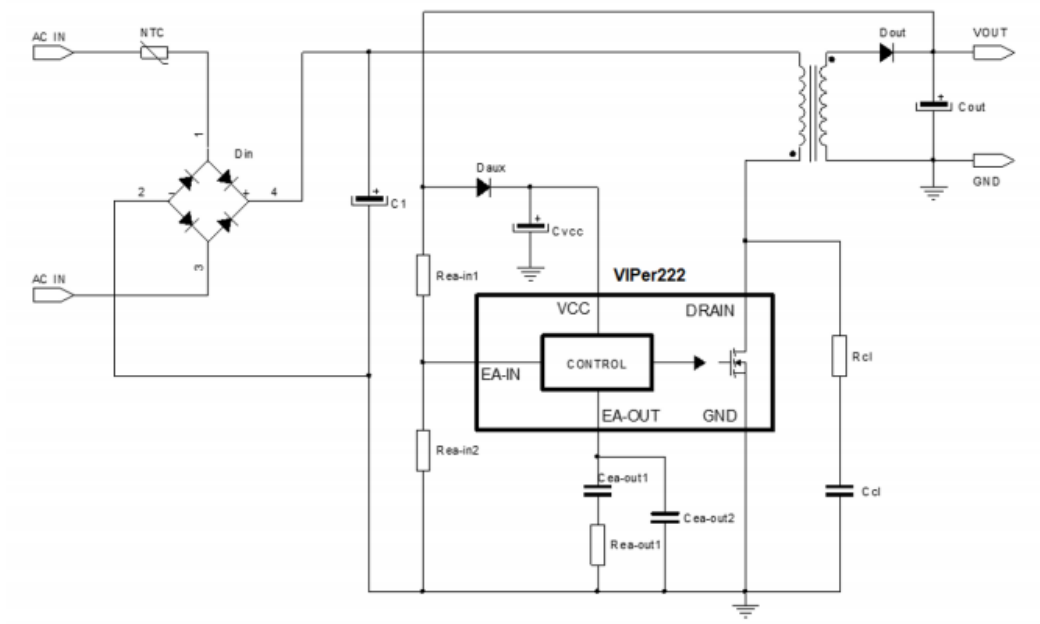 AC IN
NTC
Dout
VOUT
1
Din
2
-
+
4
+
C1
3
AC IN
Daux
+
Cvcc
+
Cout
GND
Rea-in1
VIPer222
VCC
DRAIN
CONTROL
EA-IN
EA-OUT
GND
Rcl
Rea-in2
Cea-out1
Cea-out2
Rea-out1
Ccl